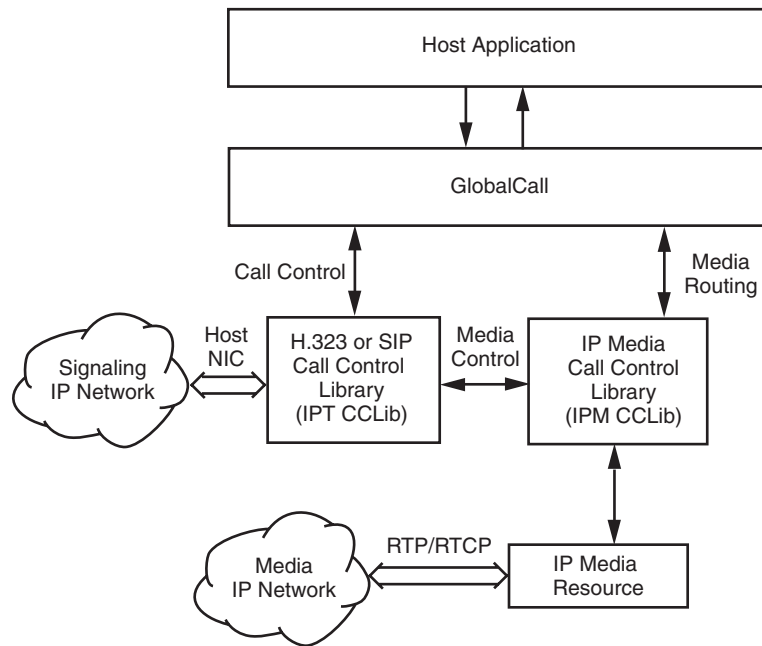 Host Application
GlobalCall
Call Control
Media
Routing
Signaling
IP Network
Host
NIC
H.323 or SIP
Call Control
Library
(IPT CCLib)
Media
Control
IP Media
Call Control
Library
(IPM CCLib)
Media
IP Network
RTP/RTCP
IP Media
Resource